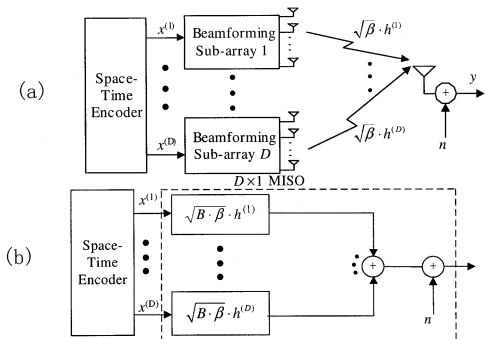 (a)
Space-
Time
Encoder
x^(1)
x^(D)
Beamforming
Sub-array 1
Beamforming
Sub-array D
√β · h^(1)
√β · h^(D)
+
y
n
D×1 MISO
(b)
Space-
Time
Encoder
x^(1)
x^(D)
√B·β · h^(1)
√B·β · h^(D)
+
+
n